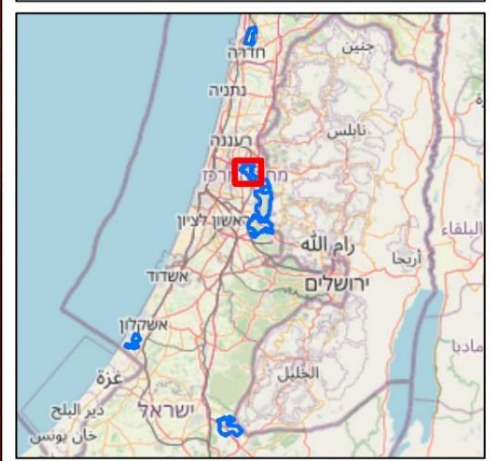 חדרה
جنين
נתניה
רעננה
نابلس
ראשון לציון
البلقاء
رام الله
أريحا
אשדוד
ירושלים
אשקלון
مادبا
غزة
الخليل
دير البلح
ישראל
خان يونس